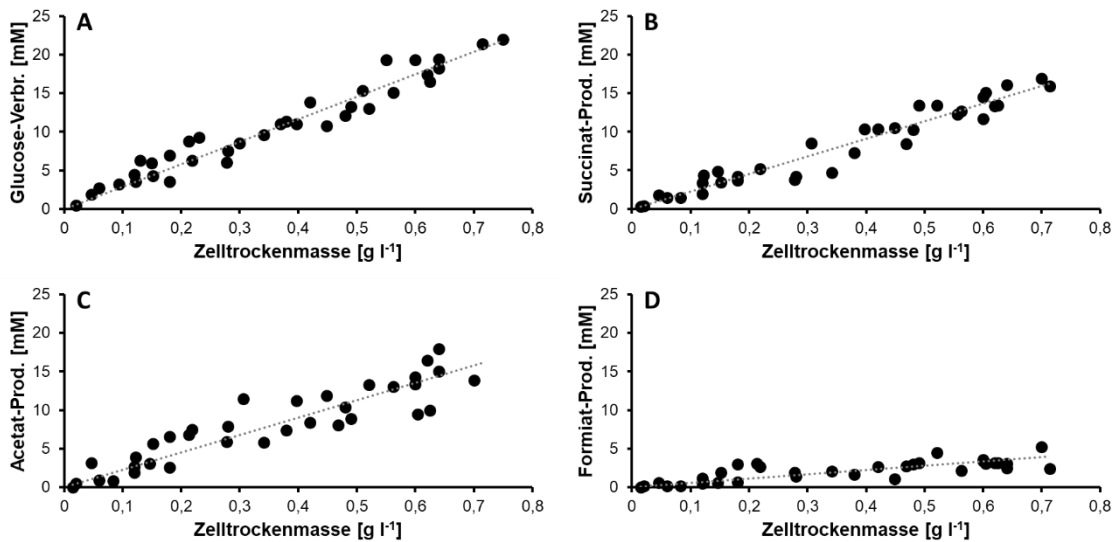 A
Glucose-Verbr. [mM]
25
20
15
10
5
0
0 0,1 0,2 0,3 0,4 0,5 0,6 0,7 0,8
Zelltrockenmasse [g l-1]
B
Succinat-Prod. [mM]
25
20
15
10
5
0
0 0,1 0,2 0,3 0,4 0,5 0,6 0,7 0,8
Zelltrockenmasse [g l-1]
C
Acetat-Prod. [mM]
25
20
15
10
5
0
0 0,1 0,2 0,3 0,4 0,5 0,6 0,7 0,8
Zelltrockenmasse [g l-1]
D
Formiat-Prod. [mM]
25
20
15
10
5
0
0 0,1 0,2 0,3 0,4 0,5 0,6 0,7 0,8
Zelltrockenmasse [g l-1]